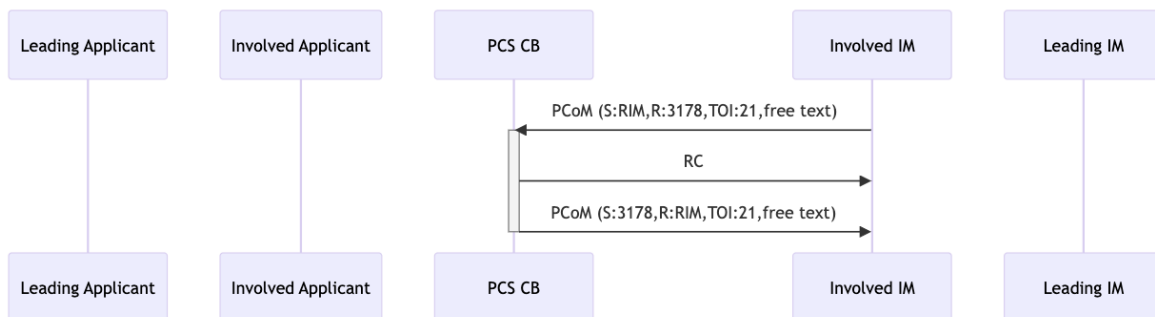 Leading Applicant
Involved Applicant
PCS CB
Involved IM
Leading IM
PCoM (S:RIM,R:3178,TOI:21,free text)
RC
PCoM (S:3178,R:RIM,TOI:21,free text)
Leading Applicant
Involved Applicant
PCS CB
Involved IM
Leading IM